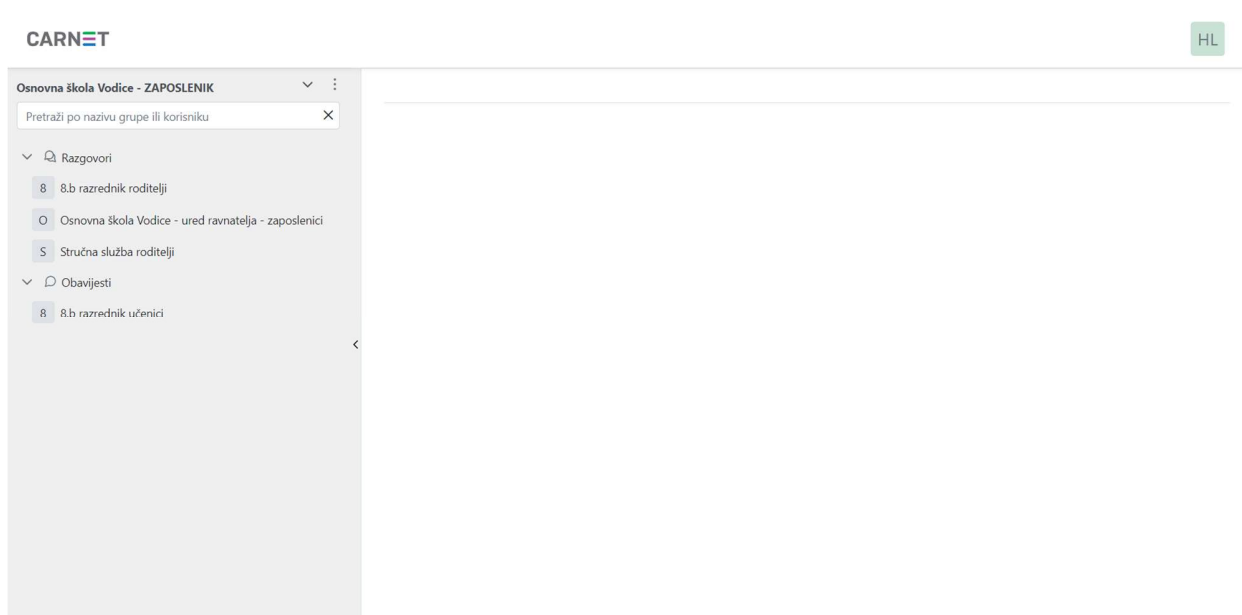 CARNET
HL
Osnovna škola Vodice - ZAPOSLENIK
Pretraži po nazivu grupe ili korisniku
Razgovori
8 8.b razrednik roditelji
O Osnovna škola Vodice - ured ravnatelja - zaposlenici
S Stručna služba roditelji
Obavijesti
8 8.b razrednik učenici